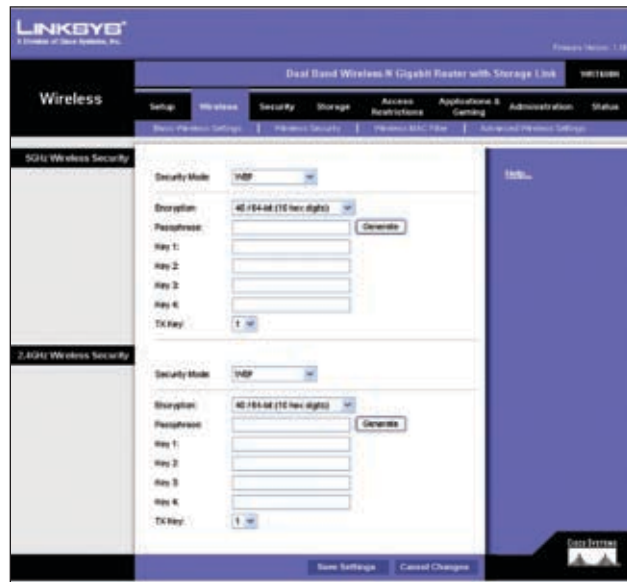 LINKSYS®
A Division of Cisco Systems, Inc.
Firmware Version: 
Dual Band Wireless-N Gigabit Router with Storage Link WRT600N
Wireless
Setup Wireless Security Storage Access Restrictions Applications & Gaming Administration Status
Basic Wireless Settings | Wireless Security | Wireless MAC Filter | Advanced Wireless Settings
5GHz Wireless Security
Security Mode: WEP
Help...
Encryption: 40 / 64-bit (10 hex digits)
Passphrase: Generate
Key 1:
Key 2:
Key 3:
Key 4:
TX Key: 1
2.4GHz Wireless Security
Security Mode: WEP
Encryption: 40 / 64-bit (10 hex digits)
Passphrase: Generate
Key 1:
Key 2:
Key 3:
Key 4:
TX Key: 1
Save Settings Cancel Changes
CISCO SYSTEMS